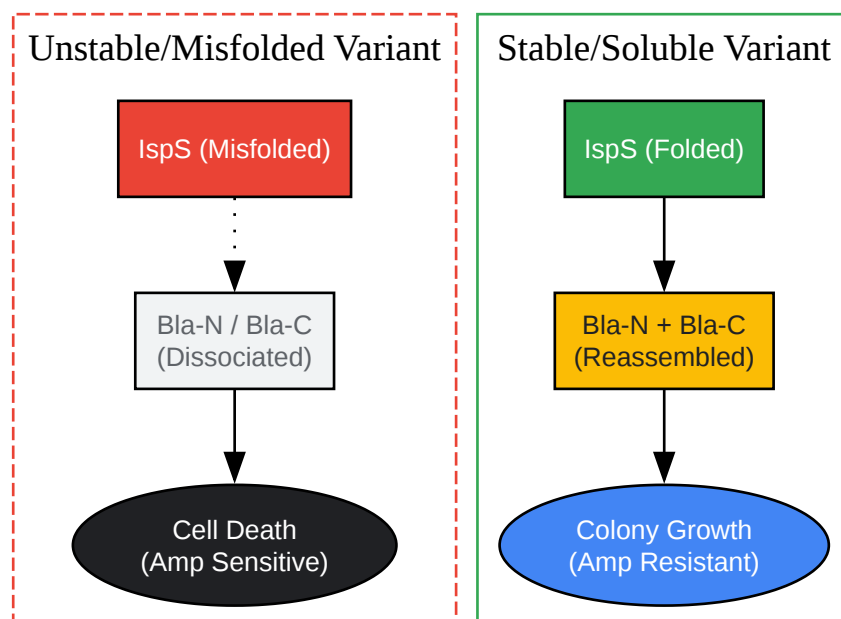 Unstable/Misfolded Variant
IspS (Misfolded)
Bla-N / Bla-C
(Dissociated)
Cell Death
(Amp Sensitive)
Stable/Soluble Variant
IspS (Folded)
Bla-N + Bla-C
(Reassembled)
Colony Growth
(Amp Resistant)